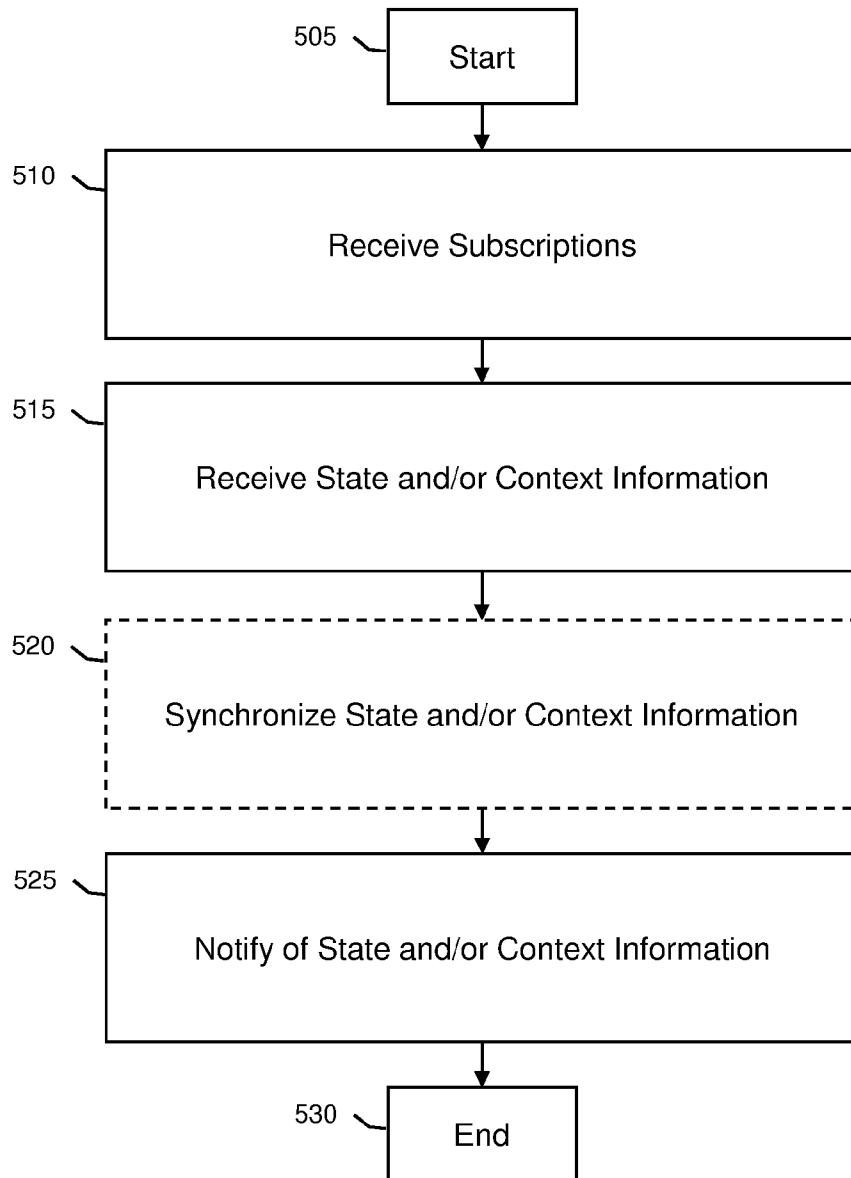 505
Start
510
Receive Subscriptions
515
Receive State and/or Context Information
520
Synchronize State and/or Context Information
525
Notify of State and/or Context Information
530
End